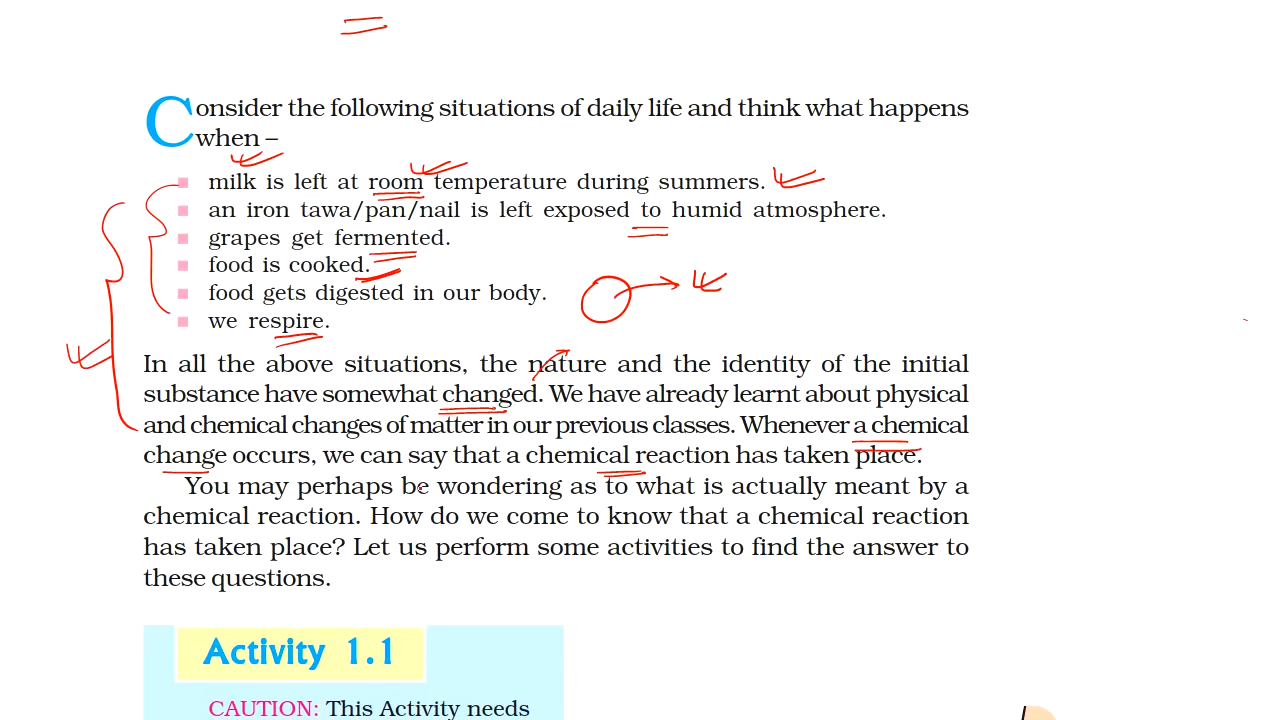 Consider the following situations of daily life and think what happens
when –
milk is left at room temperature during summers.
an iron tawa/pan/nail is left exposed to humid atmosphere.
grapes get fermented.
food is cooked.
food gets digested in our body.
we respire.
In all the above situations, the nature and the identity of the initial
substance have somewhat changed. We have already learnt about physical
and chemical changes of matter in our previous classes. Whenever a chemical
change occurs, we can say that a chemical reaction has taken place.
You may perhaps be wondering as to what is actually meant by a
chemical reaction. How do we come to know that a chemical reaction
has taken place? Let us perform some activities to find the answer to
these questions.
Activity 1.1
CAUTION: This Activity needs